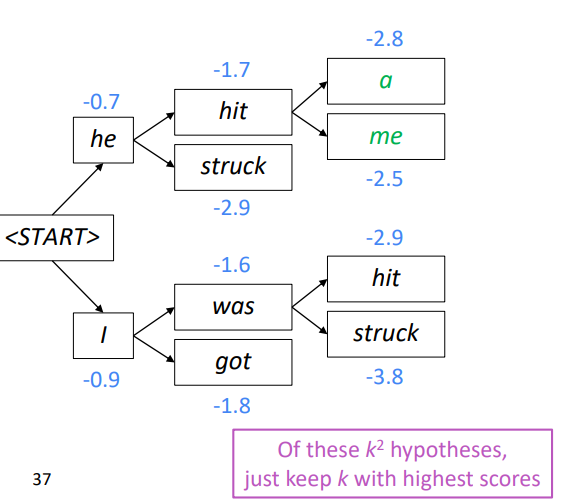 -2.8
-1.7
a
-0.7
hit
he
me
struck
-2.5
-2.9
<START>
-2.9
-1.6
hit
was
I
struck
got
-0.9
-3.8
-1.8
Of these k² hypotheses,
just keep k with highest scores
37